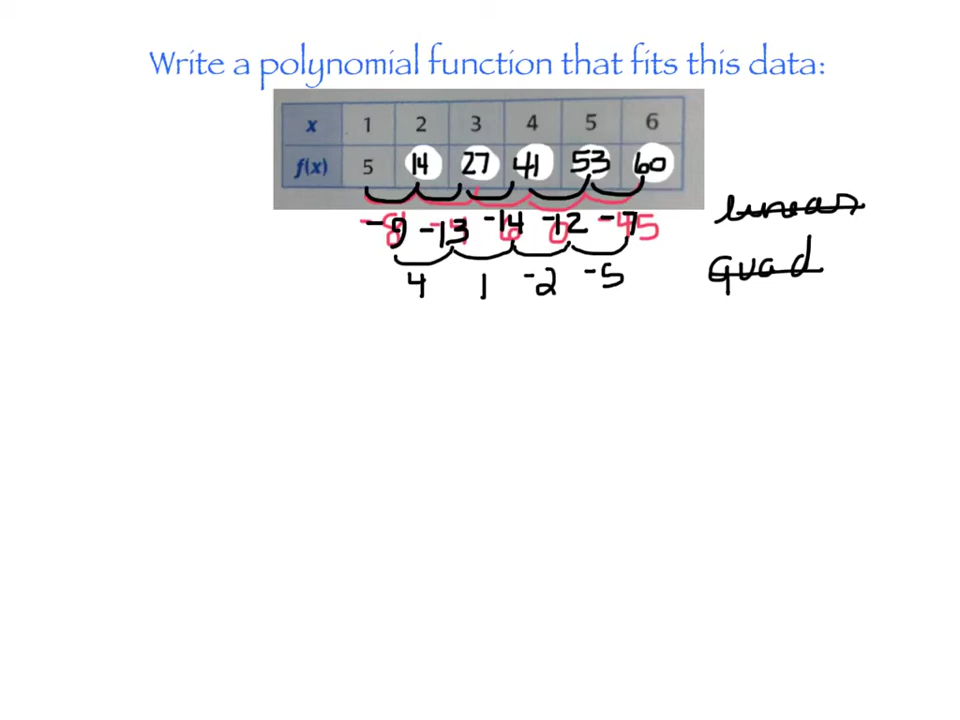 Write a polynomial function that fits this data:
x 1 2 3 4 5 6
f(x) 5 14 27 41 53 60
linear
-9 -13 -14 -12 -7
quad
4 1 -2 -5